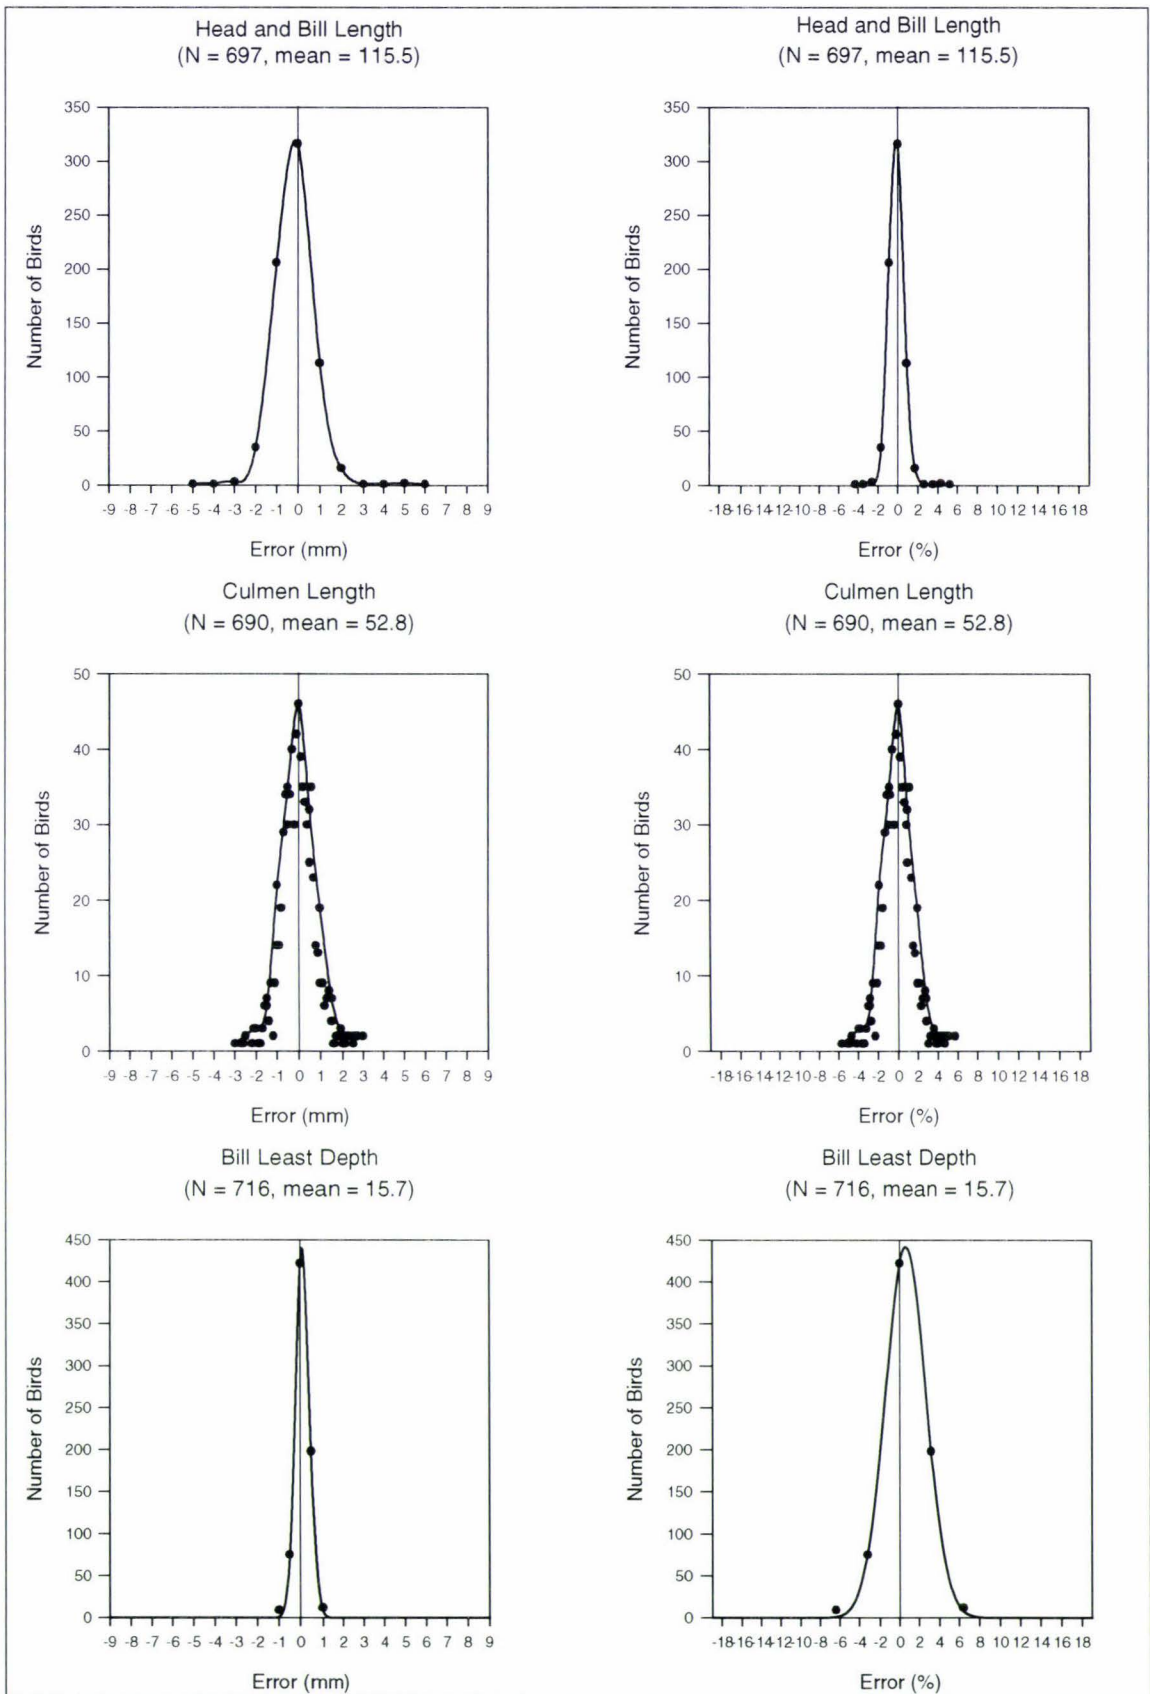 Head and Bill Length
(N = 697, mean = 115.5)
Number of Birds
350
300
250
200
150
100
50
0
-9 -8 -7 -6 -5 -4 -3 -2 -1 0 1 2 3 4 5 6 7 8 9
Error (mm)
Head and Bill Length
(N = 697, mean = 115.5)
Number of Birds
350
300
250
200
150
100
50
0
-18-16-14-12-10-8 -6 -4 -2 0 2 4 6 8 10 12 14 16 18
Error (%)
Culmen Length
(N = 690, mean = 52.8)
Number of Birds
50
40
30
20
10
0
-9 -8 -7 -6 -5 -4 -3 -2 -1 0 1 2 3 4 5 6 7 8 9
Error (mm)
Culmen Length
(N = 690, mean = 52.8)
Number of Birds
50
40
30
20
10
0
-18-16-14-12-10-8 -6 -4 -2 0 2 4 6 8 10 12 14 16 18
Error (%)
Bill Least Depth
(N = 716, mean = 15.7)
Number of Birds
450
400
350
300
250
200
150
100
50
0
-9 -8 -7 -6 -5 -4 -3 -2 -1 0 1 2 3 4 5 6 7 8 9
Error (mm)
Bill Least Depth
(N = 716, mean = 15.7)
Number of Birds
450
400
350
300
250
200
150
100
50
0
-18-16-14-12-10-8 -6 -4 -2 0 2 4 6 8 10 12 14 16 18
Error (%)